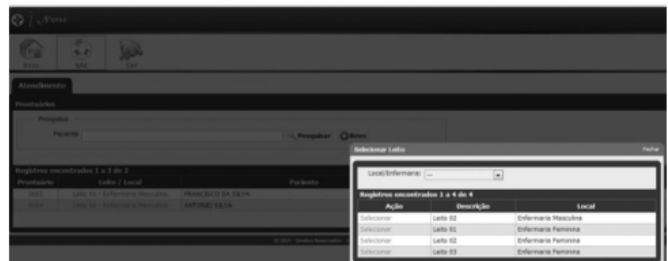 Início
Sair
Atendimento
Prontuários
Pesquisa
Paciente
Pesquisar
Novo
Registros encontrados 1 a 2 de 2
Prontuário Leito / Local Paciente
Leito 01 - Enfermaria Masculina FRANCISCO DA SILVA
Enfermaria Masculina ANTONIO SILVA
Selecionar Leito
Fechar
Local/Enfermaria: --
Registros encontrados 1 a 4 de 4
Ação Descrição Local
Selecionar Leito 02 Enfermaria Masculina
Selecionar Leito 01 Enfermaria Feminina
Selecionar Leito 02 Enfermaria Feminina
Selecionar Leito 03 Enfermaria Feminina